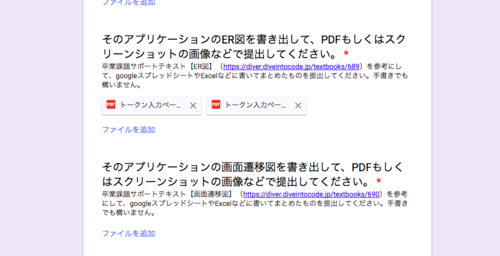 ファイルを追加
そのアプリケーションのER図を書き出して、PDFもしくはスク
リーンショットの画像などで提出してください。 *
卒業課題サポートテキスト【ER図】（https://diver.diveintocode.jp/textbooks/689）を参考にし
て、googleスプレッドシートやExcelなどに書いてまとめたものを提出してください。手書きでも
構いません。
PDF トークン入力ペー... × PDF トークン入力ペー... ×
ファイルを追加
そのアプリケーションの画面遷移図を書き出して、PDFもしく
はスクリーンショットの画像などで提出してください。 *
卒業課題サポートテキスト【画面遷移図】（https://diver.diveintocode.jp/textbooks/690）を参考
にして、googleスプレッドシートやExcelなどに書いてまとめたものを提出してください。手書き
でも構いません。
ファイルを追加